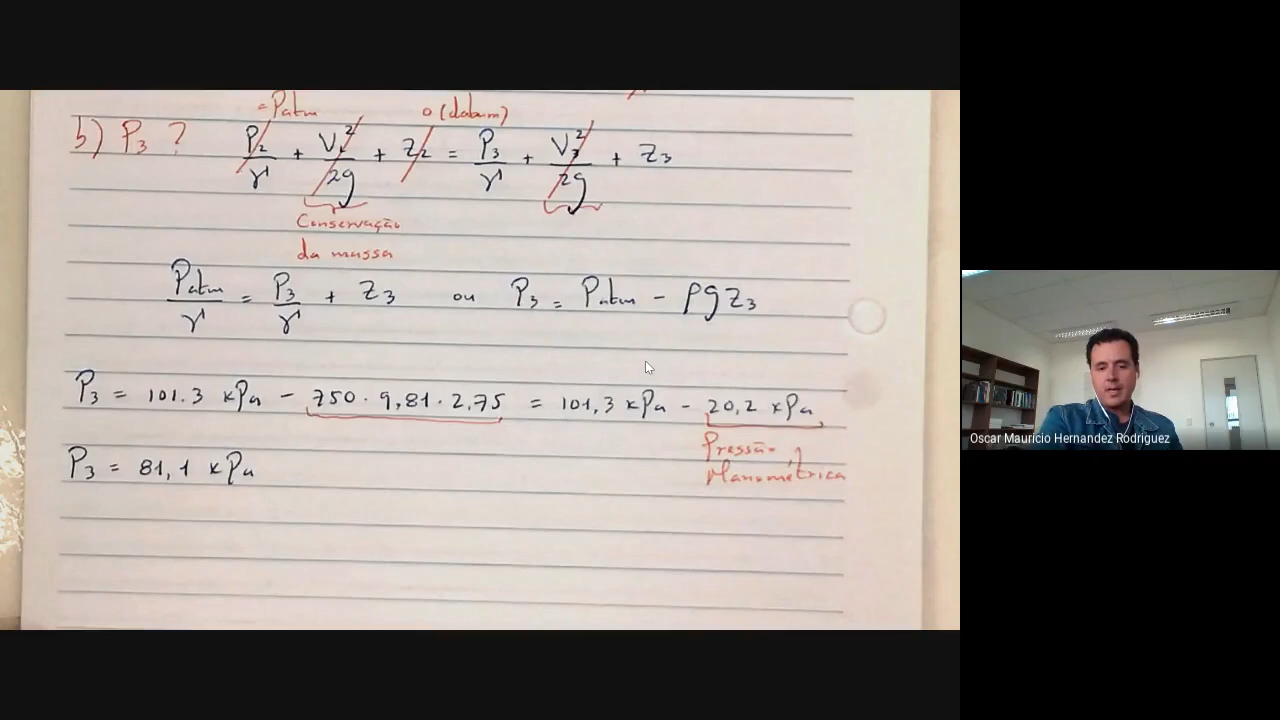 = Patm 0 (datum)
b) P3 ? P2/γ + V2²/2g + Z2 = P3/γ + V3²/2g + Z3
Conservação
da massa
Patm/γ = P3/γ + Z3 ou P3 = Patm - ρgZ3
P3 = 101.3 kPa - 750 · 9,81 · 2,75 = 101,3 kPa - 20,2 kPa
Pressão
Manométrica
P3 = 81,1 kPa
Oscar Mauricio Hernandez Rodriguez